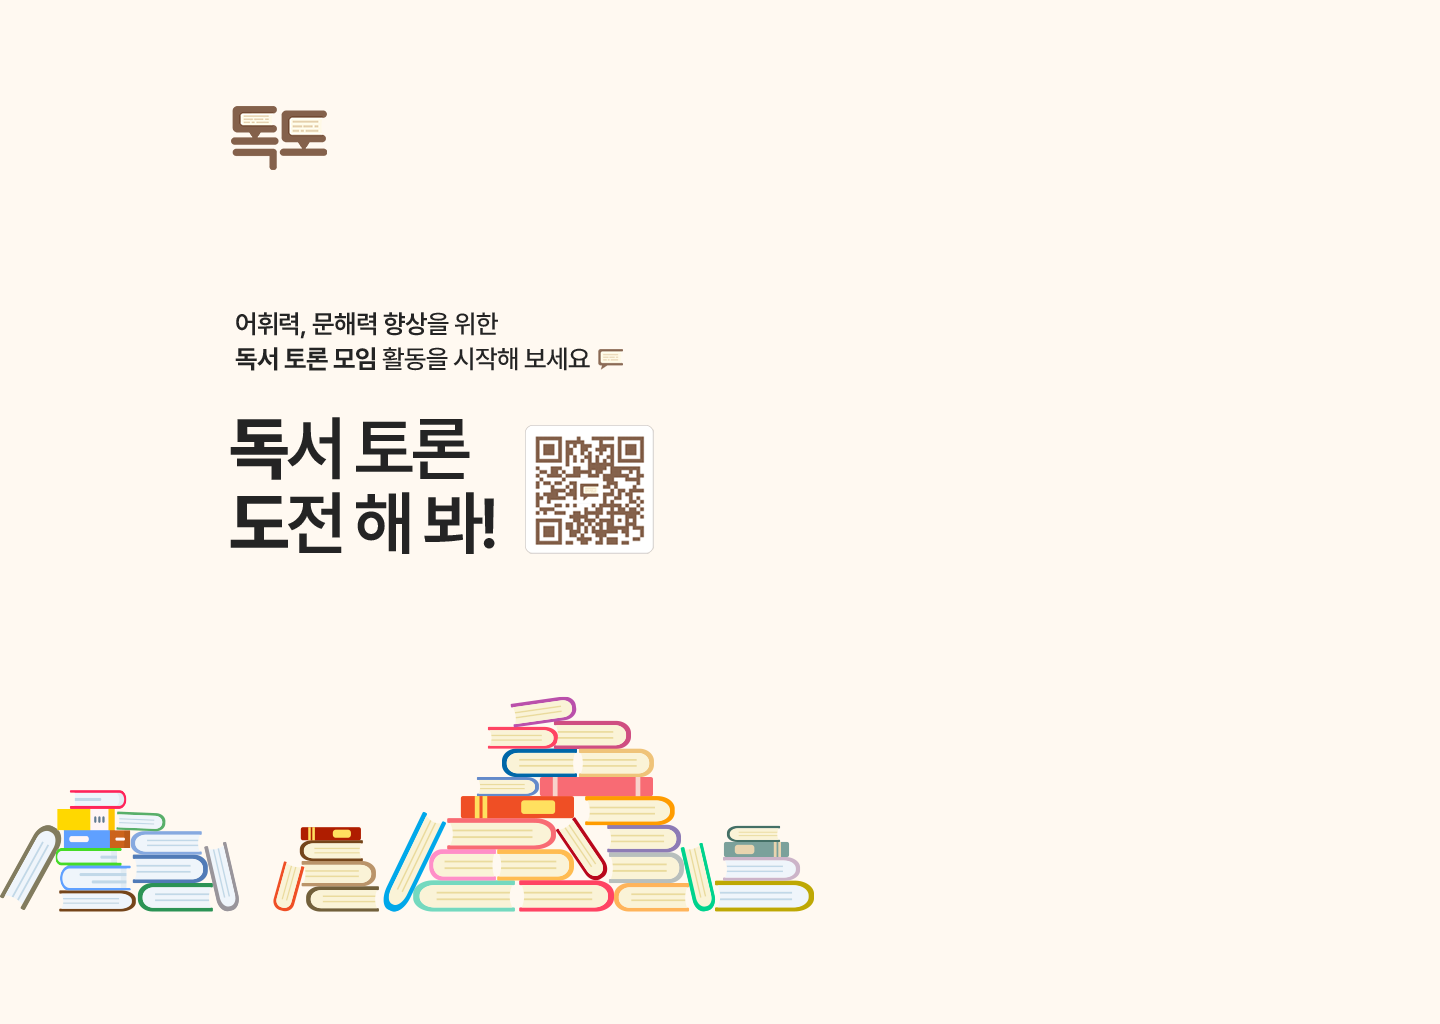 독도
어휘력, 문해력 향상을 위한
독서 토론 모임 활동을 시작해 보세요
독서 토론
도전 해 봐!